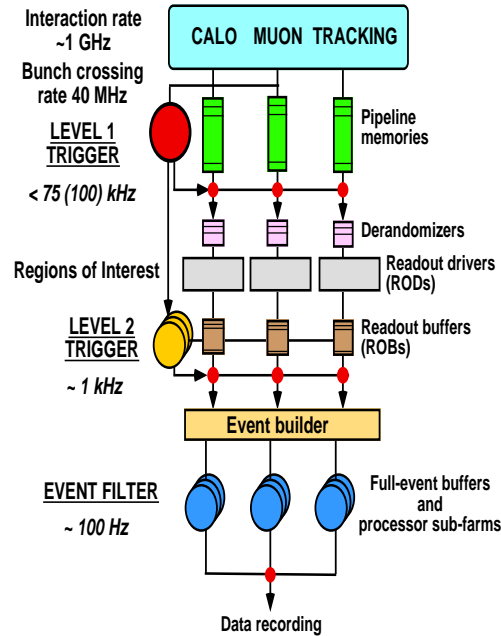 Interaction rate
~1 GHz
CALO MUON TRACKING
Bunch crossing
rate 40 MHz
Pipeline
memories
LEVEL 1
TRIGGER
< 75 (100) kHz
Derandomizers
Regions of Interest
Readout drivers
(RODs)
LEVEL 2
TRIGGER
Readout buffers
(ROBs)
~ 1 kHz
Event builder
EVENT FILTER
~ 100 Hz
Full-event buffers
and
processor sub-farms
Data recording